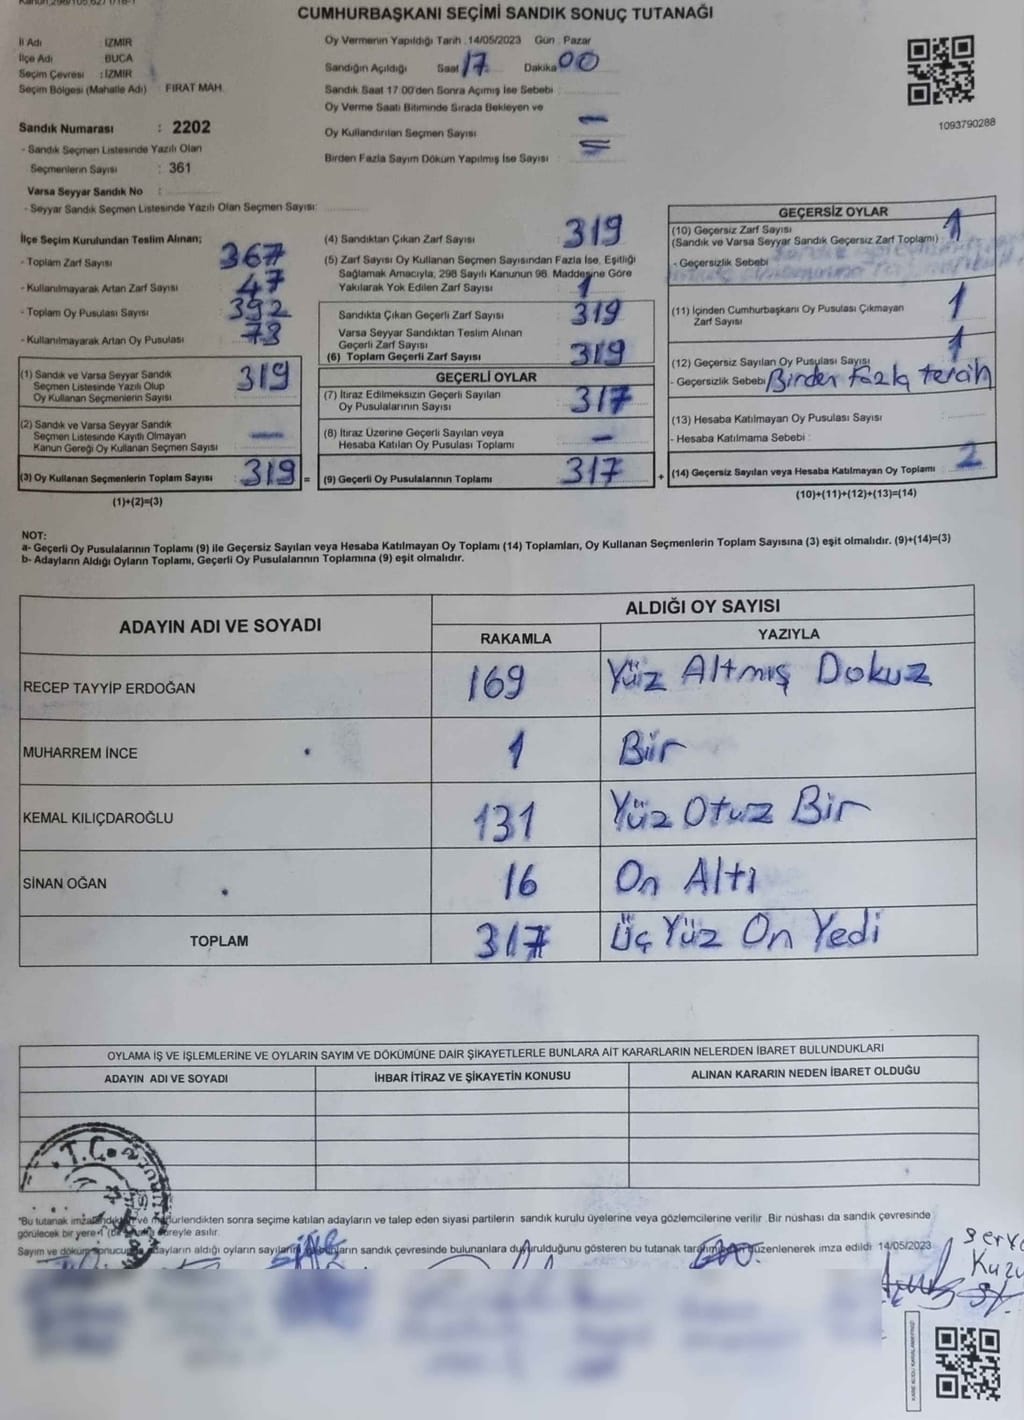 CUMHURBAŞKANI SEÇİMİ SANDIK SONUÇ TUTANAĞI
İl Adı : İZMİR
İlçe Adı : BUCA
Seçim Çevresi : İZMİR
Seçim Bölgesi (Mahalle Adı) : FIRAT MAH.
Sandık Numarası : 2202
- Sandık Seçmen Listesinde Yazılı Olan
Seçmenlerin Sayısı : 361
Varsa Seyyar Sandık No :
- Seyyar Sandık Seçmen Listesinde Yazılı Olan Seçmen Sayısı:
Oy Vermenin Yapıldığı Tarih : 14/05/2023 Gün : Pazar
Sandığın Açıldığı Saat 17 Dakika 00
Sandık Saat 17.00'den Sonra Açımış İse Sebebi
Oy Verme Saati Bitiminde Sırada Bekleyen ve
Oy Kullandırılan Seçmen Sayısı -
Birden Fazla Sayım Döküm Yapılmış İse Sayısı =
1093790288
İlçe Seçim Kurulundan Teslim Alınan;
- Toplam Zarf Sayısı 367
- Kullanılmayarak Artan Zarf Sayısı 47
- Toplam Oy Pusulası Sayısı 392
- Kullanılmayarak Artan Oy Pusulası 73
(1) Sandık ve Varsa Seyyar Sandık
Seçmen Listesinde Yazılı Olup
Oy Kullanan Seçmenlerin Sayısı 319
(2) Sandık ve Varsa Seyyar Sandık
Seçmen Listesinde Kayıtlı Olmayan
Kanun Gereği Oy Kullanan Seçmen Sayısı —
(3) Oy Kullanan Seçmenlerin Toplam Sayısı : 319 =
(1)+(2)=(3)
(4) Sandıktan Çıkan Zarf Sayısı 319
(5) Zarf Sayısı Oy Kullanan Seçmen Sayısından Fazla İse, Eşitliği
Sağlamak Amacıyla, 298 Sayılı Kanunun 98. Maddesine Göre
Yakılarak Yok Edilen Zarf Sayısı 1
Sandıkta Çıkan Geçerli Zarf Sayısı 319
Varsa Seyyar Sandıktan Teslim Alınan
Geçerli Zarf Sayısı
(6) Toplam Geçerli Zarf Sayısı 319
GEÇERLİ OYLAR
(7) İtiraz Edilmeksizin Geçerli Sayılan
Oy Pusulalarının Sayısı 317
(8) İtiraz Üzerine Geçerli Sayılan veya
Hesaba Katılan Oy Pusulası Toplamı —
(9) Geçerli Oy Pusulalarının Toplamı 317 +
GEÇERSİZ OYLAR
(10) Geçersiz Zarf Sayısı 1
(Sandık ve Varsa Seyyar Sandık Geçersiz Zarf Toplamı)
- Geçersizlik Sebebi
(11) İçinden Cumhurbaşkanı Oy Pusulası Çıkmayan
Zarf Sayısı 1
(12) Geçersiz Sayılan Oy Pusulası Sayısı 1
- Geçersizlik Sebebi Birden Fazla tercih
(13) Hesaba Katılmayan Oy Pusulası Sayısı
- Hesaba Katılmama Sebebi :
(14) Geçersiz Sayılan veya Hesaba Katılmayan Oy Toplamı 2
(10)+(11)+(12)+(13)=(14)
NOT:
a- Geçerli Oy Pusulalarının Toplamı (9) ile Geçersiz Sayılan veya Hesaba Katılmayan Oy Toplamı (14) Toplamları, Oy Kullanan Seçmenlerin Toplam Sayısına (3) eşit olmalıdır. (9)+(14)=(3)
b- Adayların Aldığı Oyların Toplamı, Geçerli Oy Pusulalarının Toplamına (9) eşit olmalıdır.
ADAYIN ADI VE SOYADI
ALDIĞI OY SAYISI
RAKAMLA YAZIYLA
RECEP TAYYİP ERDOĞAN 169 Yüz Altmış Dokuz
MUHARREM İNCE 1 Bir
KEMAL KILIÇDAROĞLU 131 Yüz Otuz Bir
SİNAN OĞAN 16 On Altı
TOPLAM 317 Üç Yüz On Yedi
OYLAMA İŞ VE İŞLEMLERİNE VE OYLARIN SAYIM VE DÖKÜMÜNE DAİR ŞİKAYETLERLE BUNLARA AİT KARARLARIN NELERDEN İBARET BULUNDUKLARI
ADAYIN ADI VE SOYADI İHBAR İTİRAZ VE ŞİKAYETİN KONUSU ALINAN KARARIN NEDEN İBARET OLDUĞU
T.C.
*Bu tutanak ve mühürlendikten sonra seçime katılan adayların ve talep eden siyasi partilerin sandık kurulu üyelerine veya gözlemcilerine verilir. Bir nüshası da sandık çevresinde
görülecek bir yere süreyle asılır.
Sayım ve döküm sonucunda adayların aldığı oyların sandık çevresinde bulunanlara duyurulduğunu gösteren bu tutanak düzenlenerek imza edildi. 14/05/2023